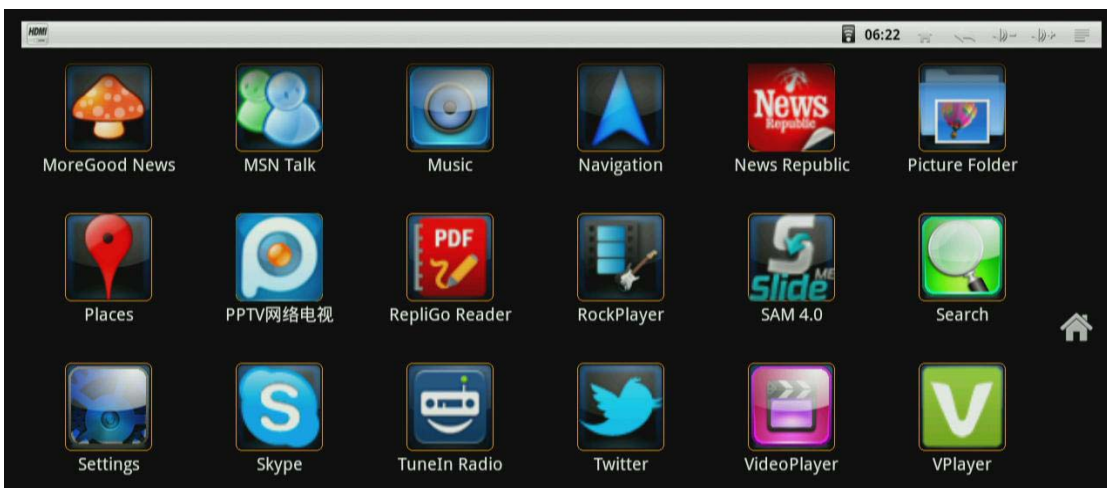 HDMI
06:22
News
Republic
MoreGood News
MSN Talk
Music
Navigation
News Republic
Picture Folder
PDF
Slide ME
Places
PPTV网络电视
RepliGo Reader
RockPlayer
SAM 4.0
Search
S
Settings
Skype
TuneIn Radio
Twitter
VideoPlayer
VPlayer